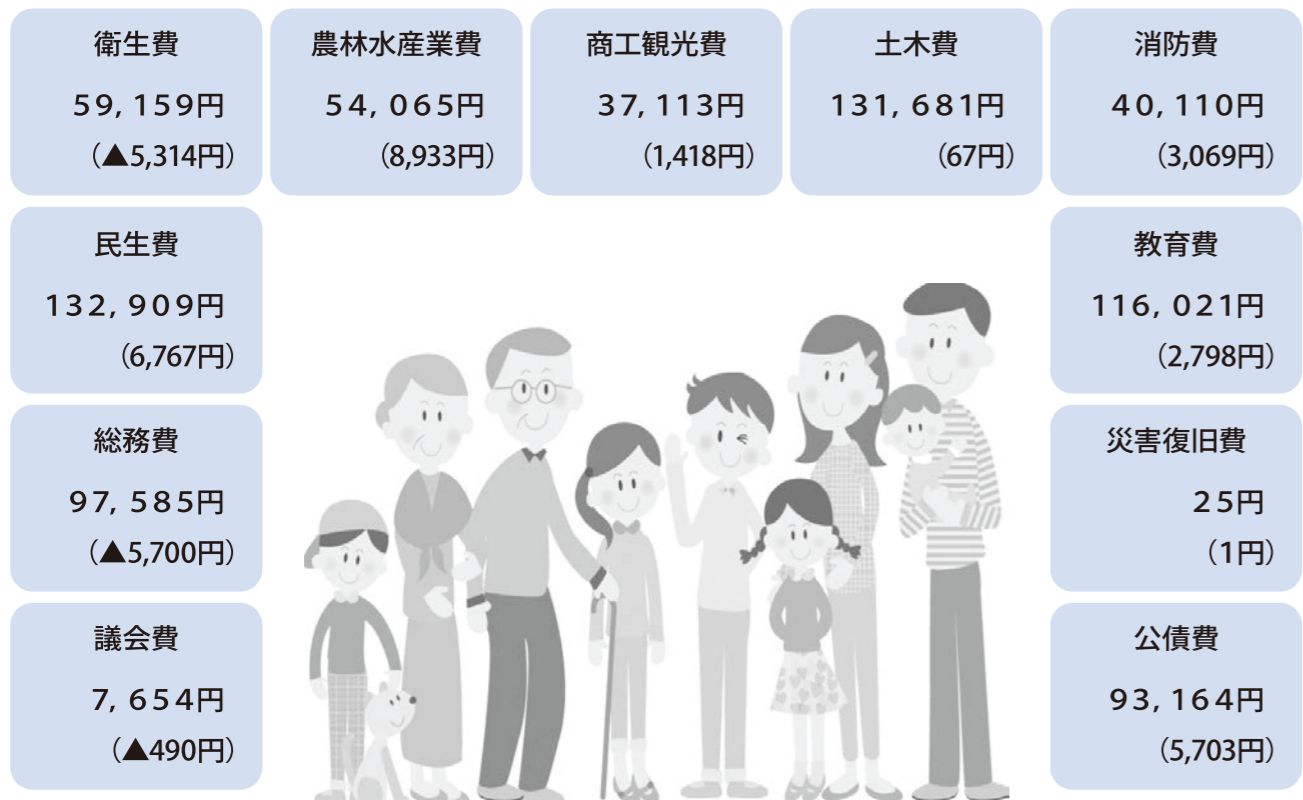 衛生費
59,159円
(▲5,314円)
農林水産業費
54,065円
(8,933円)
商工観光費
37,113円
(1,418円)
土木費
131,681円
(67円)
消防費
40,110円
(3,069円)
民生費
132,909円
(6,767円)
教育費
116,021円
(2,798円)
総務費
97,585円
(▲5,700円)
災害復旧費
25円
(1円)
議会費
7,654円
(▲490円)
公債費
93,164円
(5,703円)